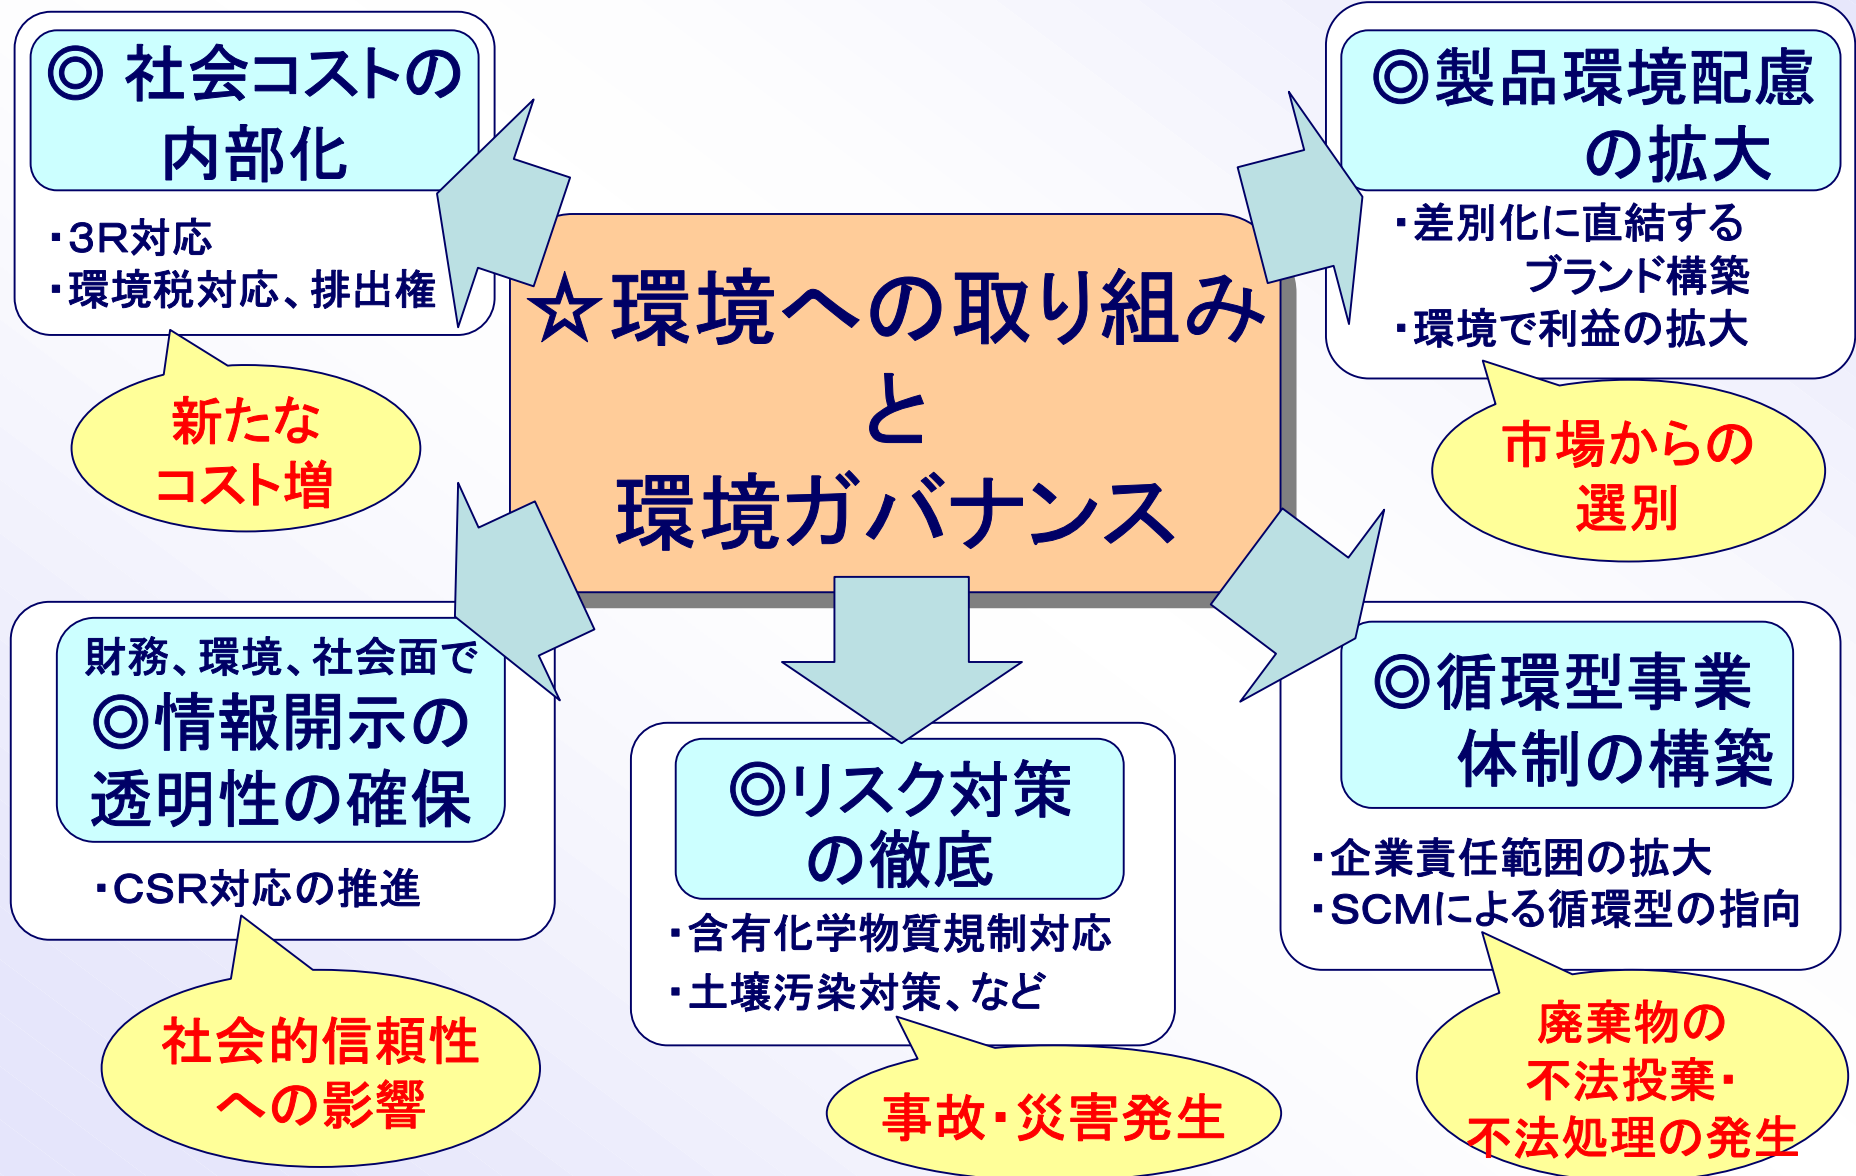 ◎ 社会コストの
内部化
・3R対応
・環境税対応、排出権
新たな
コスト増
◎製品環境配慮
の拡大
・差別化に直結する
ブランド構築
・環境で利益の拡大
市場からの
選別
☆環境への取り組み
と
環境ガバナンス
財務、環境、社会面で
◎情報開示の
透明性の確保
・CSR対応の推進
社会的信頼性
への影響
◎リスク対策
の徹底
・含有化学物質規制対応
・土壌汚染対策、など
事故・災害発生
◎循環型事業
体制の構築
・企業責任範囲の拡大
・SCMによる循環型の指向
廃棄物の
不法投棄・
不法処理の発生